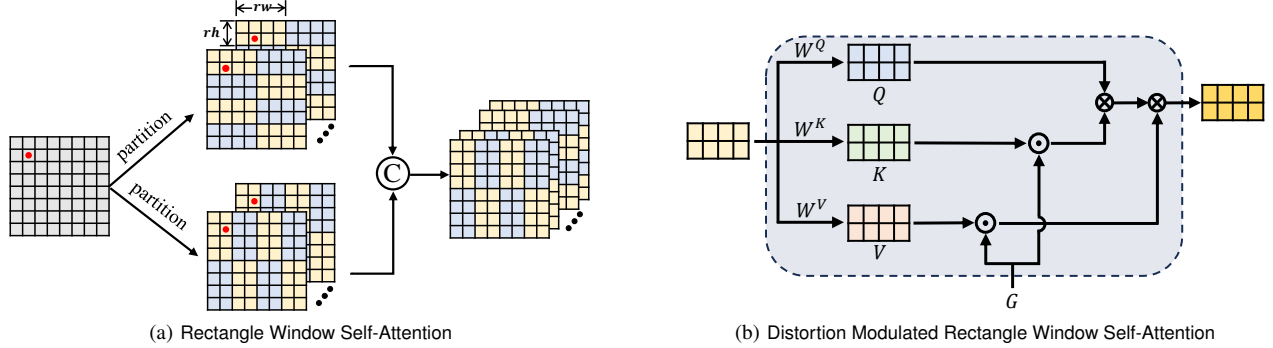 rw
rh
partition
partition
C
(a) Rectangle Window Self-Attention
W^Q
Q
W^K
K
W^V
V
G
(b) Distortion Modulated Rectangle Window Self-Attention